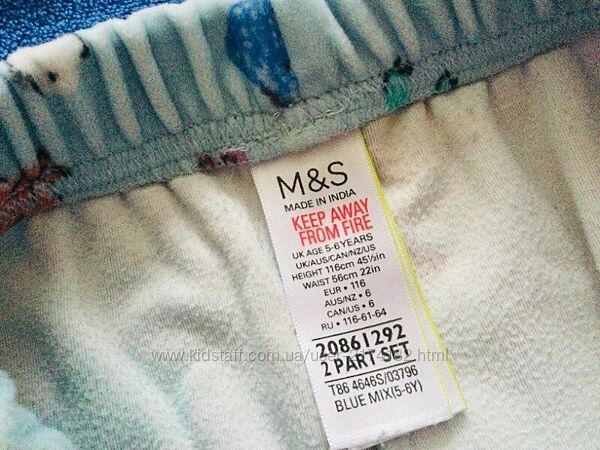 M&S
MADE IN INDIA
KEEP AWAY
FROM FIRE
UK AGE 5-6 YEARS
UK/AUS/CAN/NZ/US
HEIGHT 116cm 45½in
WAIST 56cm 22in
EUR • 116
AUS/NZ • 6
CAN/US • 6
RU • 116-61-64
20861292
2 PART SET
T86 4646S/03796
BLUE MIX(5-6Y)